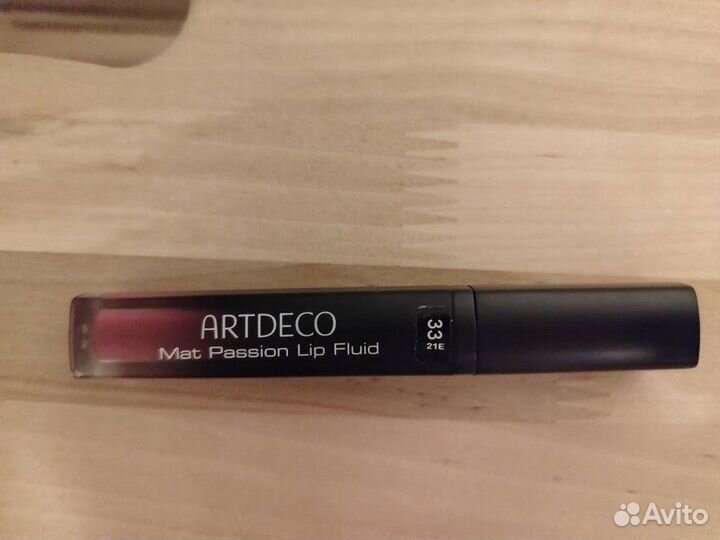 ARTDECO
Mat Passion Lip Fluid
33
21E
Avito